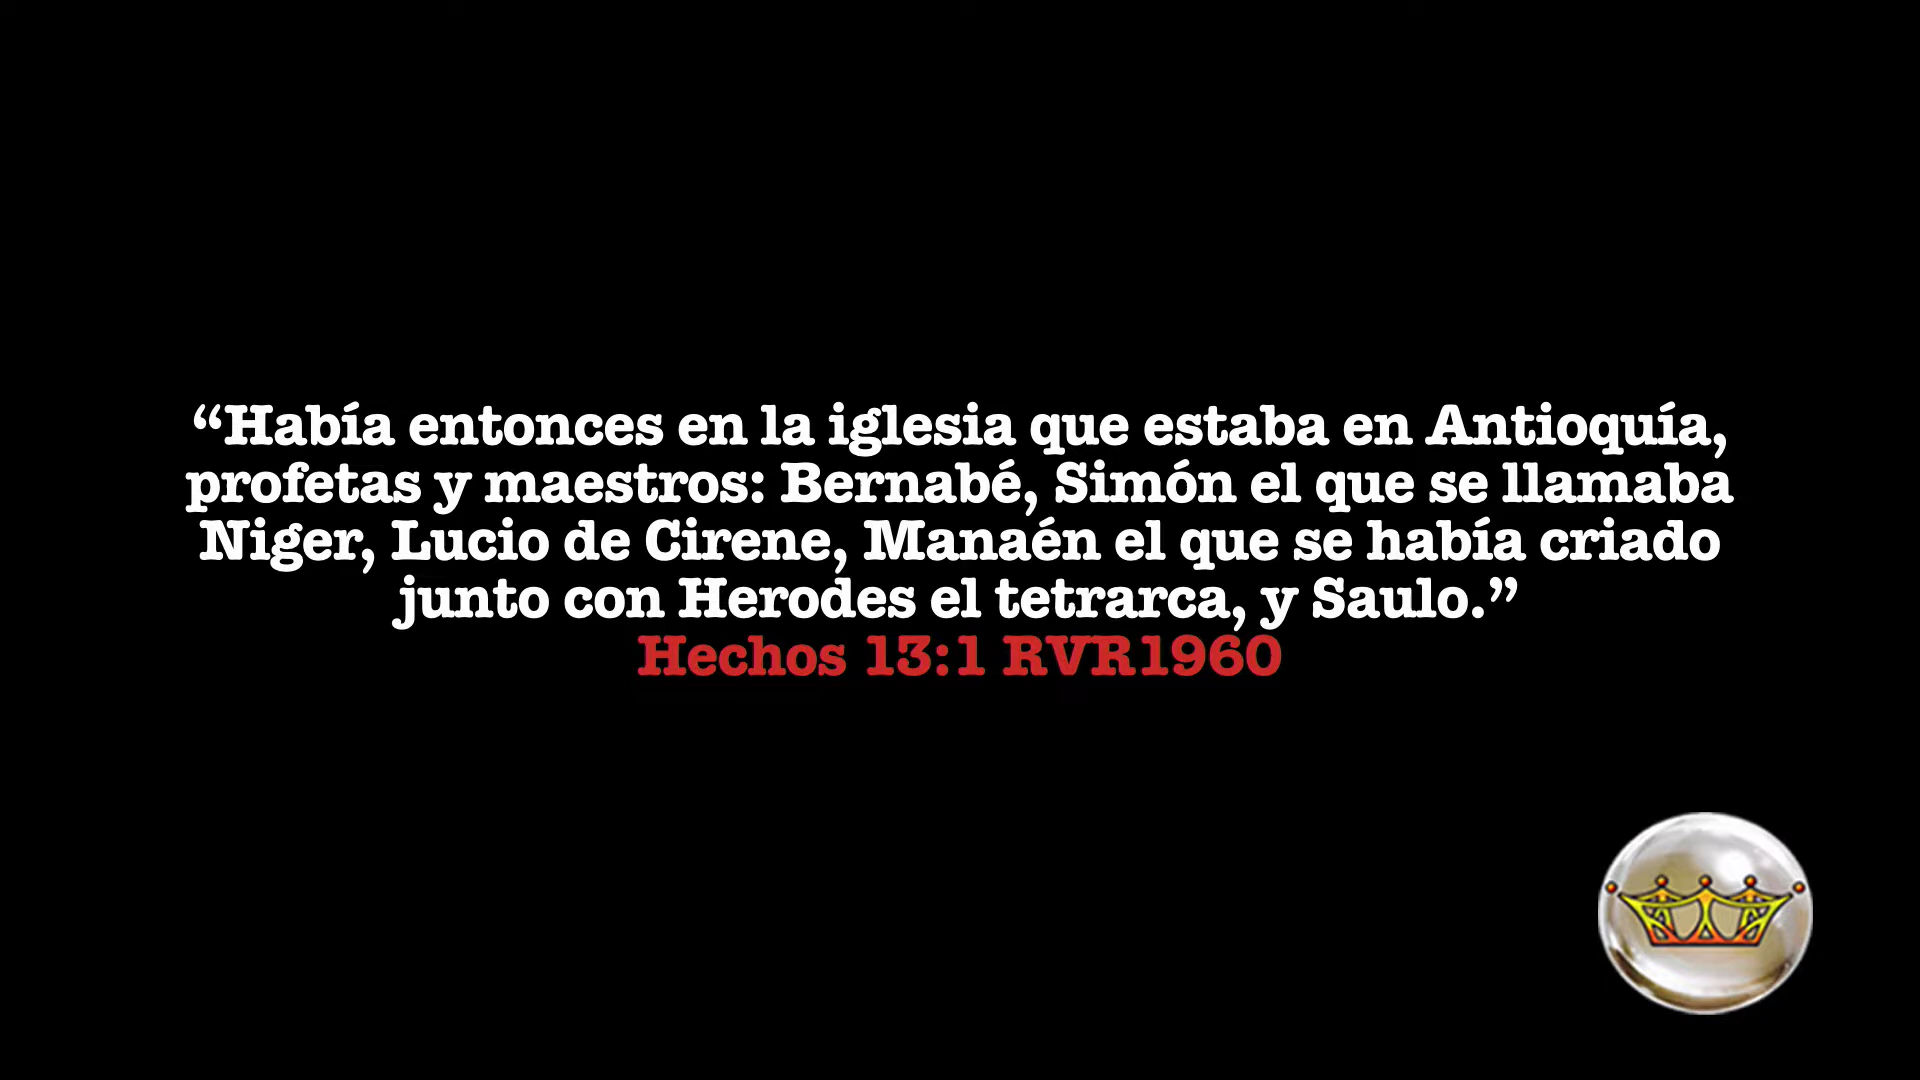 “Había entonces en la iglesia que estaba en Antioquía,
profetas y maestros: Bernabé, Simón el que se llamaba
Niger, Lucio de Cirene, Manaén el que se había criado
junto con Herodes el tetrarca, y Saulo.”
Hechos 13:1 RVR1960